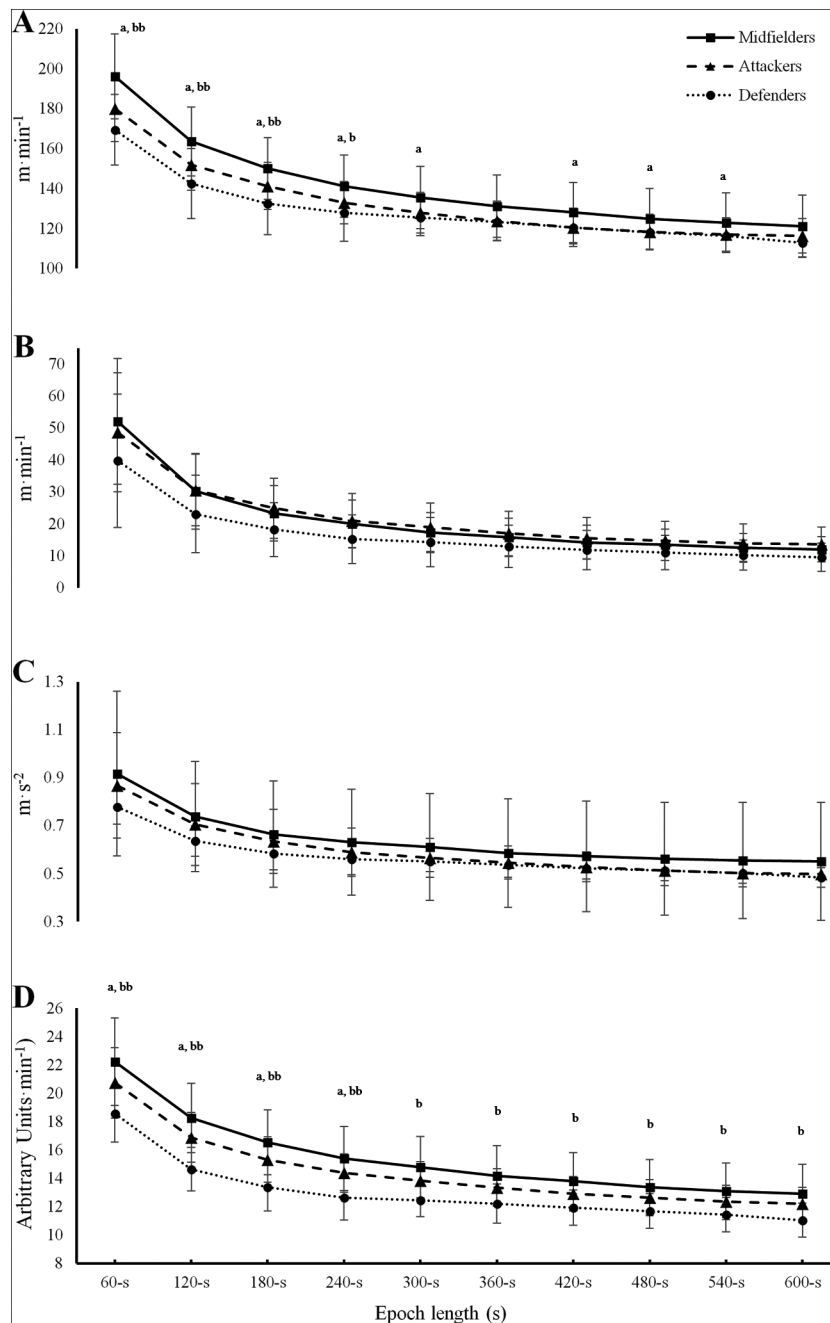 A
220
200
180
160
140
120
100
m·min-1
a, bb
a, bb
a, bb
a, b
a
a
a
a
Midfielders
Attackers
Defenders
B
70
60
50
40
30
20
10
0
m·min-1
C
1.3
1.1
0.9
0.7
0.5
0.3
m·s-2
D
26
24
22
20
18
16
14
12
10
8
Arbitrary Units·min-1)
a, bb
a, bb
a, bb
a, bb
b
b
b
b
b
b
60-s 120-s 180-s 240-s 300-s 360-s 420-s 480-s 540-s 600-s
Epoch length (s)